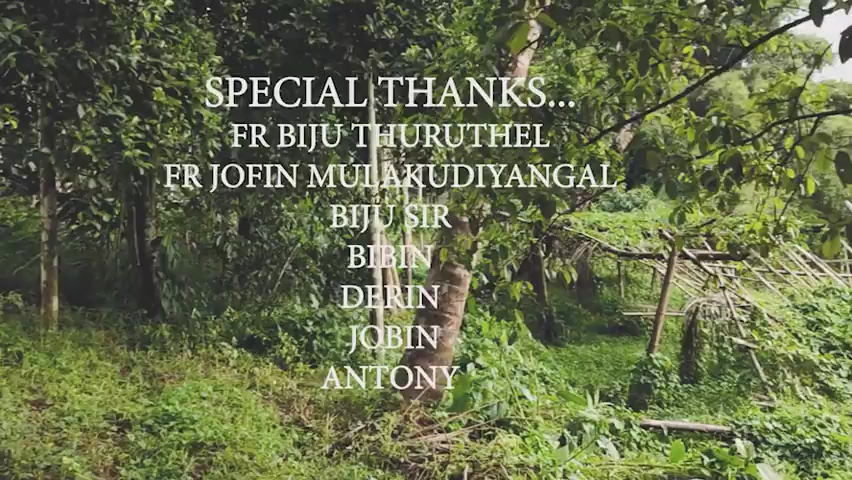 SPECIAL THANKS...
FR BIJU THURUTHEL
FR JOFIN MULAKUDIYANGAL
BIJU SIR
BIBIN
DERIN
JOBIN
ANTONY